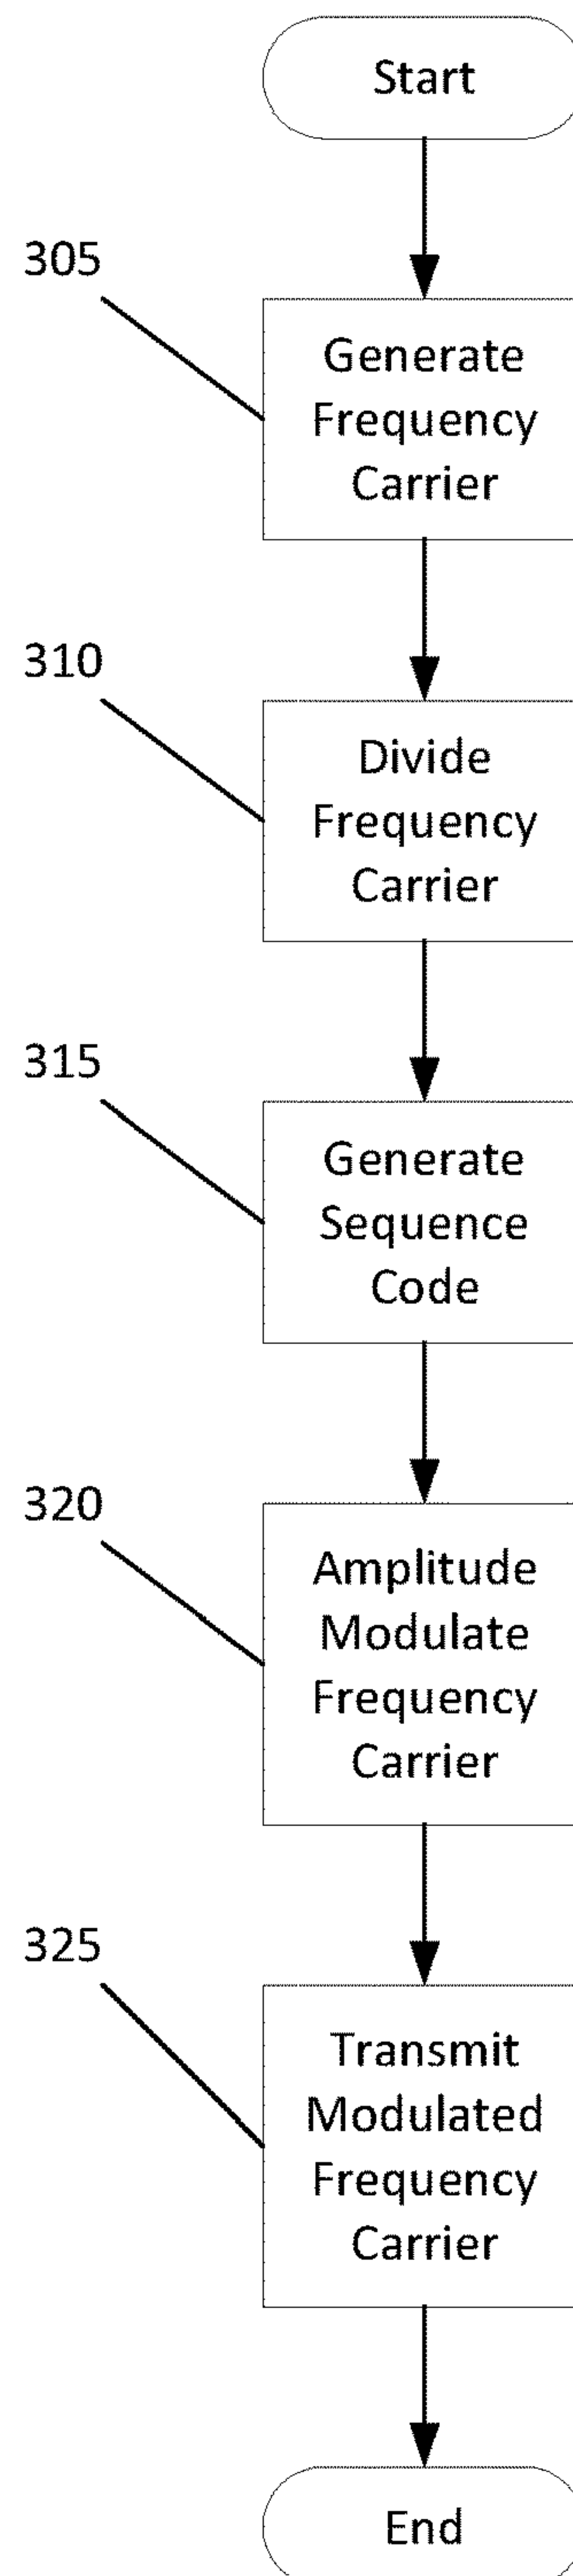 Start
305
Generate
Frequency
Carrier
310
Divide
Frequency
Carrier
315
Generate
Sequence
Code
320
Amplitude
Modulate
Frequency
Carrier
325
Transmit
Modulated
Frequency
Carrier
End